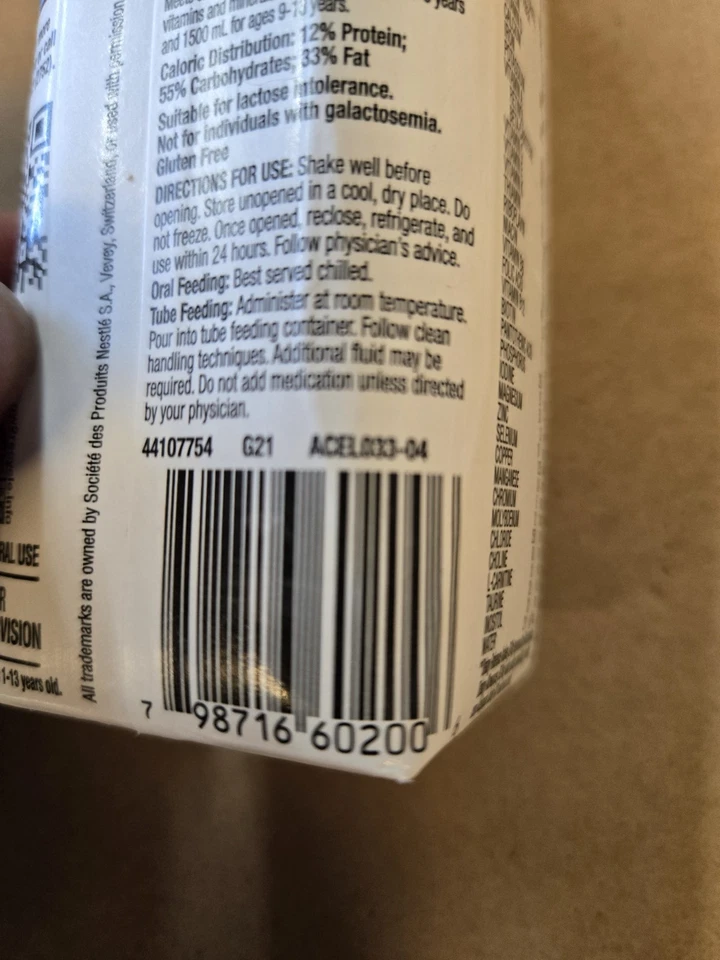 vitamins and minerals
and 1500 mL for ages 9-13 years.
Caloric Distribution: 12% Protein;
55% Carbohydrates; 33% Fat
Suitable for lactose intolerance.
Not for individuals with galactosemia.
Gluten Free
DIRECTIONS FOR USE: Shake well before
opening. Store unopened in a cool, dry place. Do
not freeze. Once opened, reclose, refrigerate, and
use within 24 hours. Follow physician's advice.
Oral Feeding: Best served chilled.
Tube Feeding: Administer at room temperature.
Pour into tube feeding container. Follow clean
handling techniques. Additional fluid may be
required. Do not add medication unless directed
by your physician.
44107754 G21 ACEL033-04
7 98716 60200
All trademarks are owned by Société des Produits Nestlé S.A., Vevey, Switzerland, or used with permission
RAL USE
R
VISION
1-13 years old.
IODINE
MAGNESIUM
ZINC
SELENIUM
COPPER
MANGANESE
CHROMIUM
MOLYBDENUM
CHLORIDE
CHOLINE
L-CARNITINE
TAURINE
INOSITOL
WATER